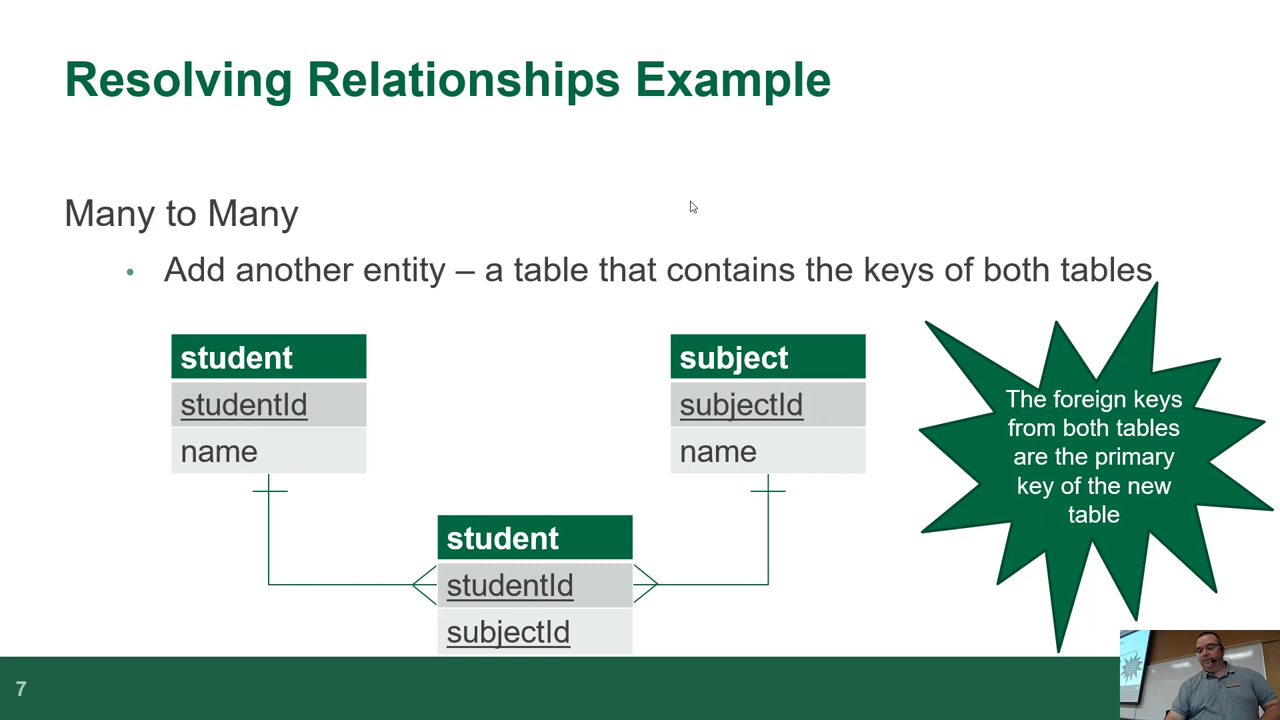 Resolving Relationships Example
Many to Many
• Add another entity – a table that contains the keys of both tables
student
studentId
name
subject
subjectId
name
student
studentId
subjectId
The foreign keys
from both tables
are the primary
key of the new
table
7